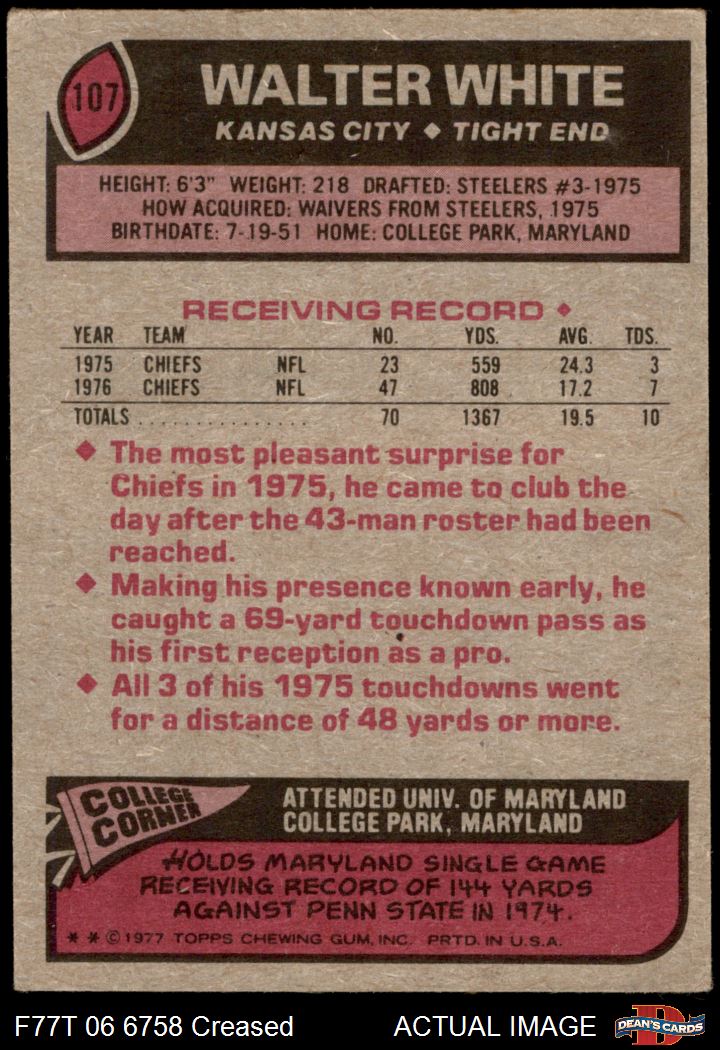 107
WALTER WHITE
KANSAS CITY ◆ TIGHT END
HEIGHT: 6'3" WEIGHT: 218 DRAFTED: STEELERS #3-1975
HOW ACQUIRED: WAIVERS FROM STEELERS, 1975
BIRTHDATE: 7-19-51 HOME: COLLEGE PARK, MARYLAND
RECEIVING RECORD ◆
YEAR TEAM NO. YDS. AVG. TDS.
1975 CHIEFS NFL 23 559 24.3 3
1976 CHIEFS NFL 47 808 17.2 7
TOTALS . . . . . . . . . . . . . . . . 70 1367 19.5 10
◆ The most pleasant surprise for
Chiefs in 1975, he came to club the
day after the 43-man roster had been
reached.
◆ Making his presence known early, he
caught a 69-yard touchdown pass as
his first reception as a pro.
◆ All 3 of his 1975 touchdowns went
for a distance of 48 yards or more.
COLLEGE
CORNER
ATTENDED UNIV. OF MARYLAND
COLLEGE PARK, MARYLAND
HOLDS MARYLAND SINGLE GAME
RECEIVING RECORD OF 144 YARDS
AGAINST PENN STATE IN 1974.
* * © 1977 TOPPS CHEWING GUM, INC. PRTD. IN U.S.A.
F77T 06 6758 Creased ACTUAL IMAGE
D
DEAN'S CARDS